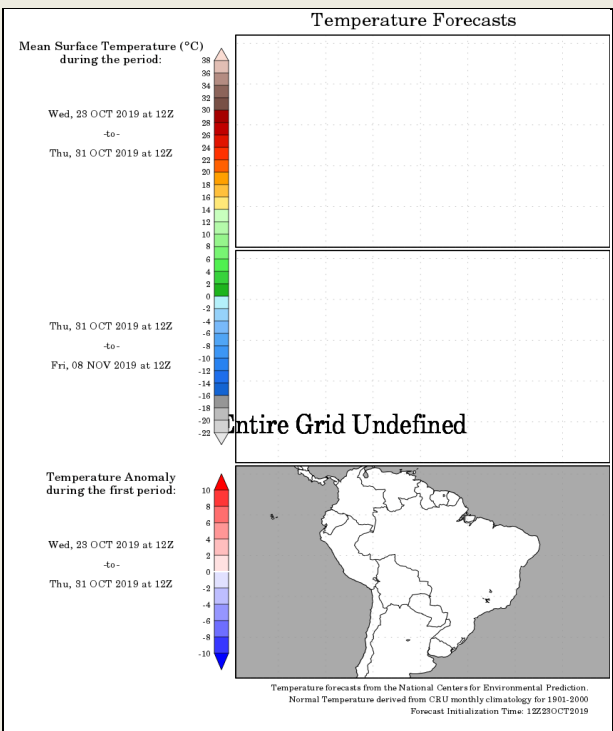 Temperature Forecasts
Mean Surface Temperature (°C)
during the period:
Wed, 23 OCT 2019 at 12Z
-to-
Thu, 31 OCT 2019 at 12Z
38
36
34
32
30
28
26
24
22
20
18
16
14
12
10
8
6
4
2
0
-2
-4
-6
-8
-10
-12
-14
-16
-18
-20
-22
Thu, 31 OCT 2019 at 12Z
-to-
Fri, 08 NOV 2019 at 12Z
Entire Grid Undefined
Temperature Anomaly
during the first period:
Wed, 23 OCT 2019 at 12Z
-to-
Thu, 31 OCT 2019 at 12Z
10
8
6
4
2
0
-2
-4
-6
-8
-10
Temperature forecasts from the National Centers for Environmental Prediction.
Normal Temperature derived from CRU monthly climatology for 1901-2000
Forecast Initialization Time: 12Z23OCT2019